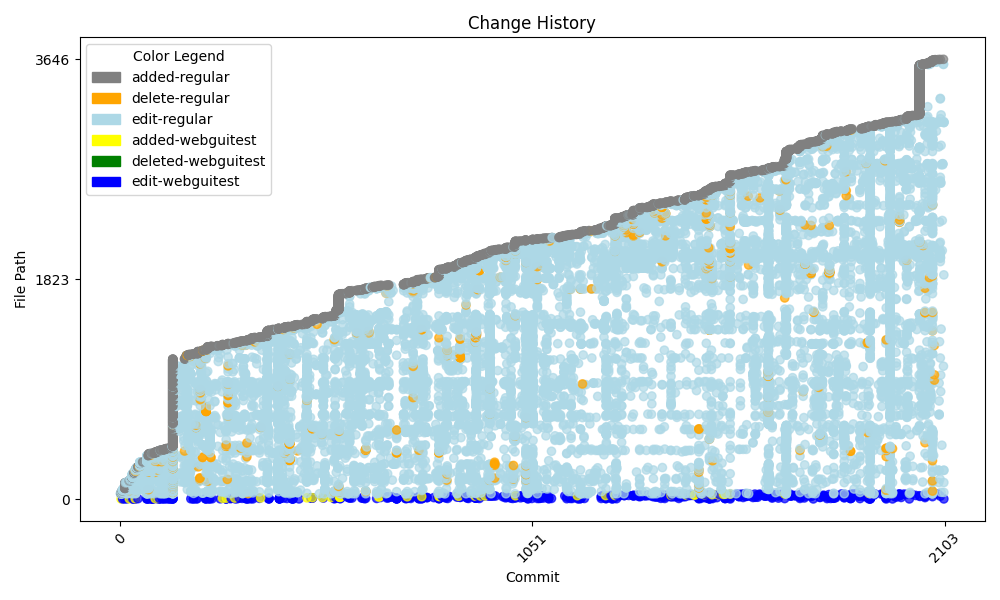 Change History
Color Legend
added-regular
delete-regular
edit-regular
added-webguitest
deleted-webguitest
edit-webguitest
3646
1823
0
File Path
0
1051
2103
Commit